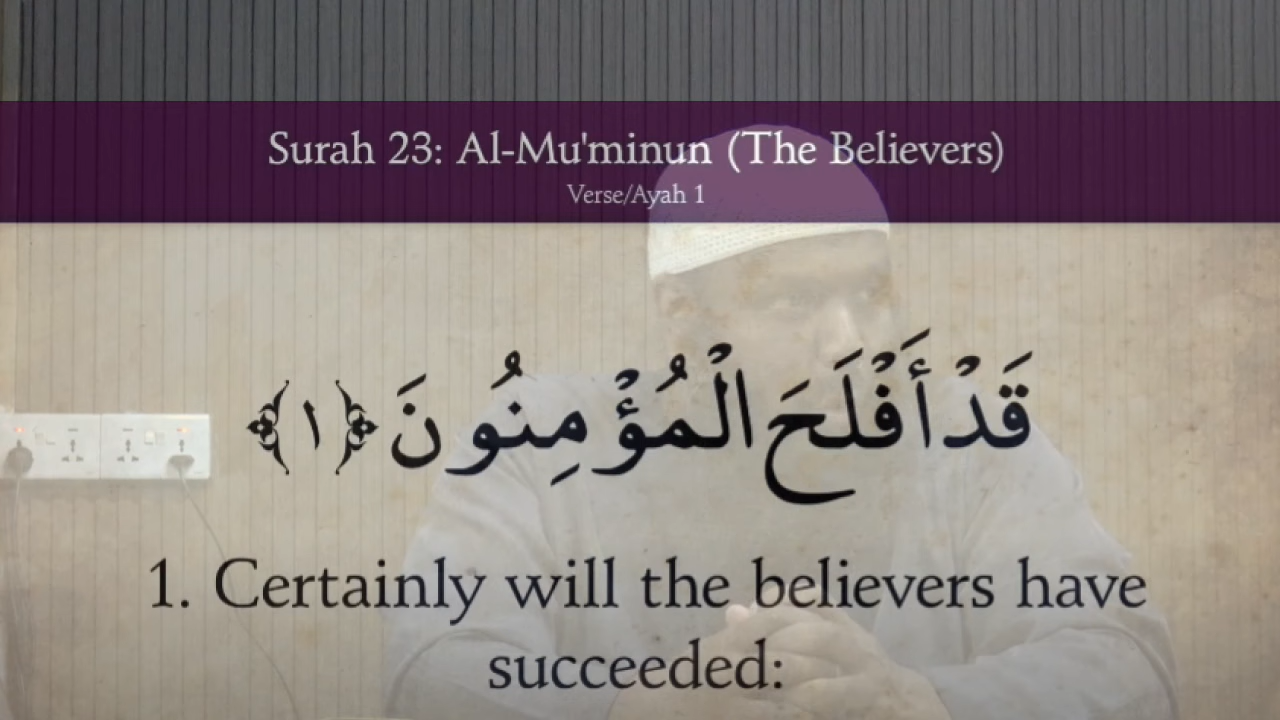 Surah 23: Al-Mu'minun (The Believers)
Verse/Ayah 1
قَدْ أَفْلَحَ الْمُؤْمِنُونَ ﴿١﴾
1. Certainly will the believers have
succeeded: